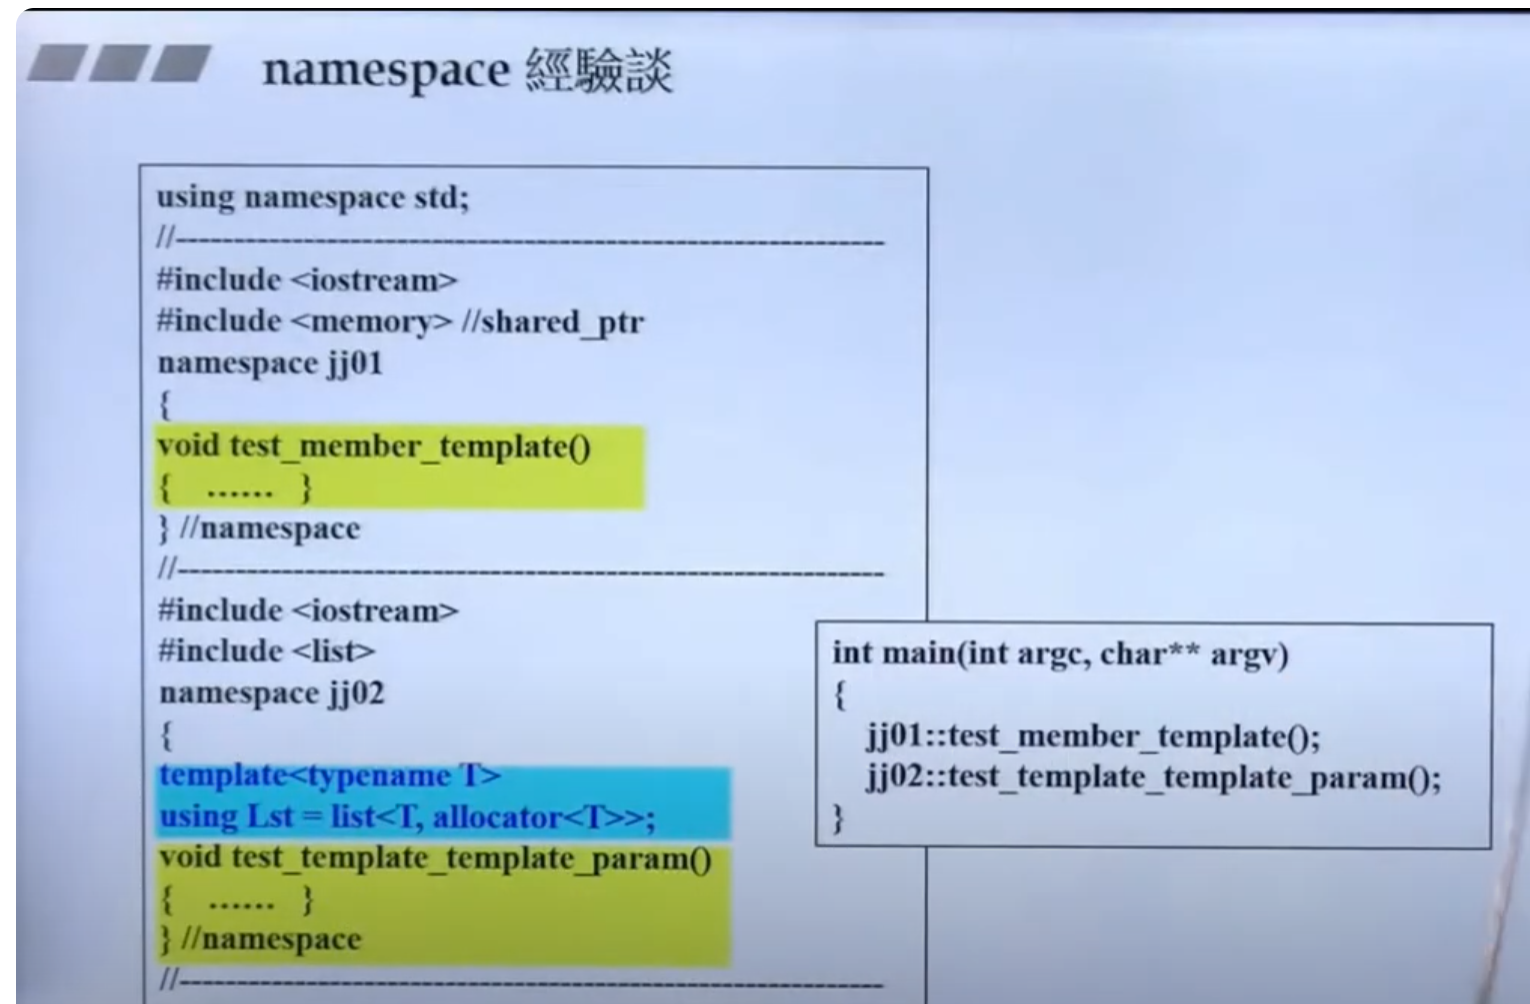 namespace 經驗談
using namespace std;
//----------------------------------------------------------------------
#include <iostream>
#include <memory> //shared_ptr
namespace jj01
{
void test_member_template()
{ ...... }
} //namespace
//----------------------------------------------------------------------
#include <iostream>
#include <list>
namespace jj02
{
template<typename T>
using Lst = list<T, allocator<T>>;
void test_template_template_param()
{ ...... }
} //namespace
//----------------------------------------------------------------------
int main(int argc, char** argv)
{
jj01::test_member_template();
jj02::test_template_template_param();
}